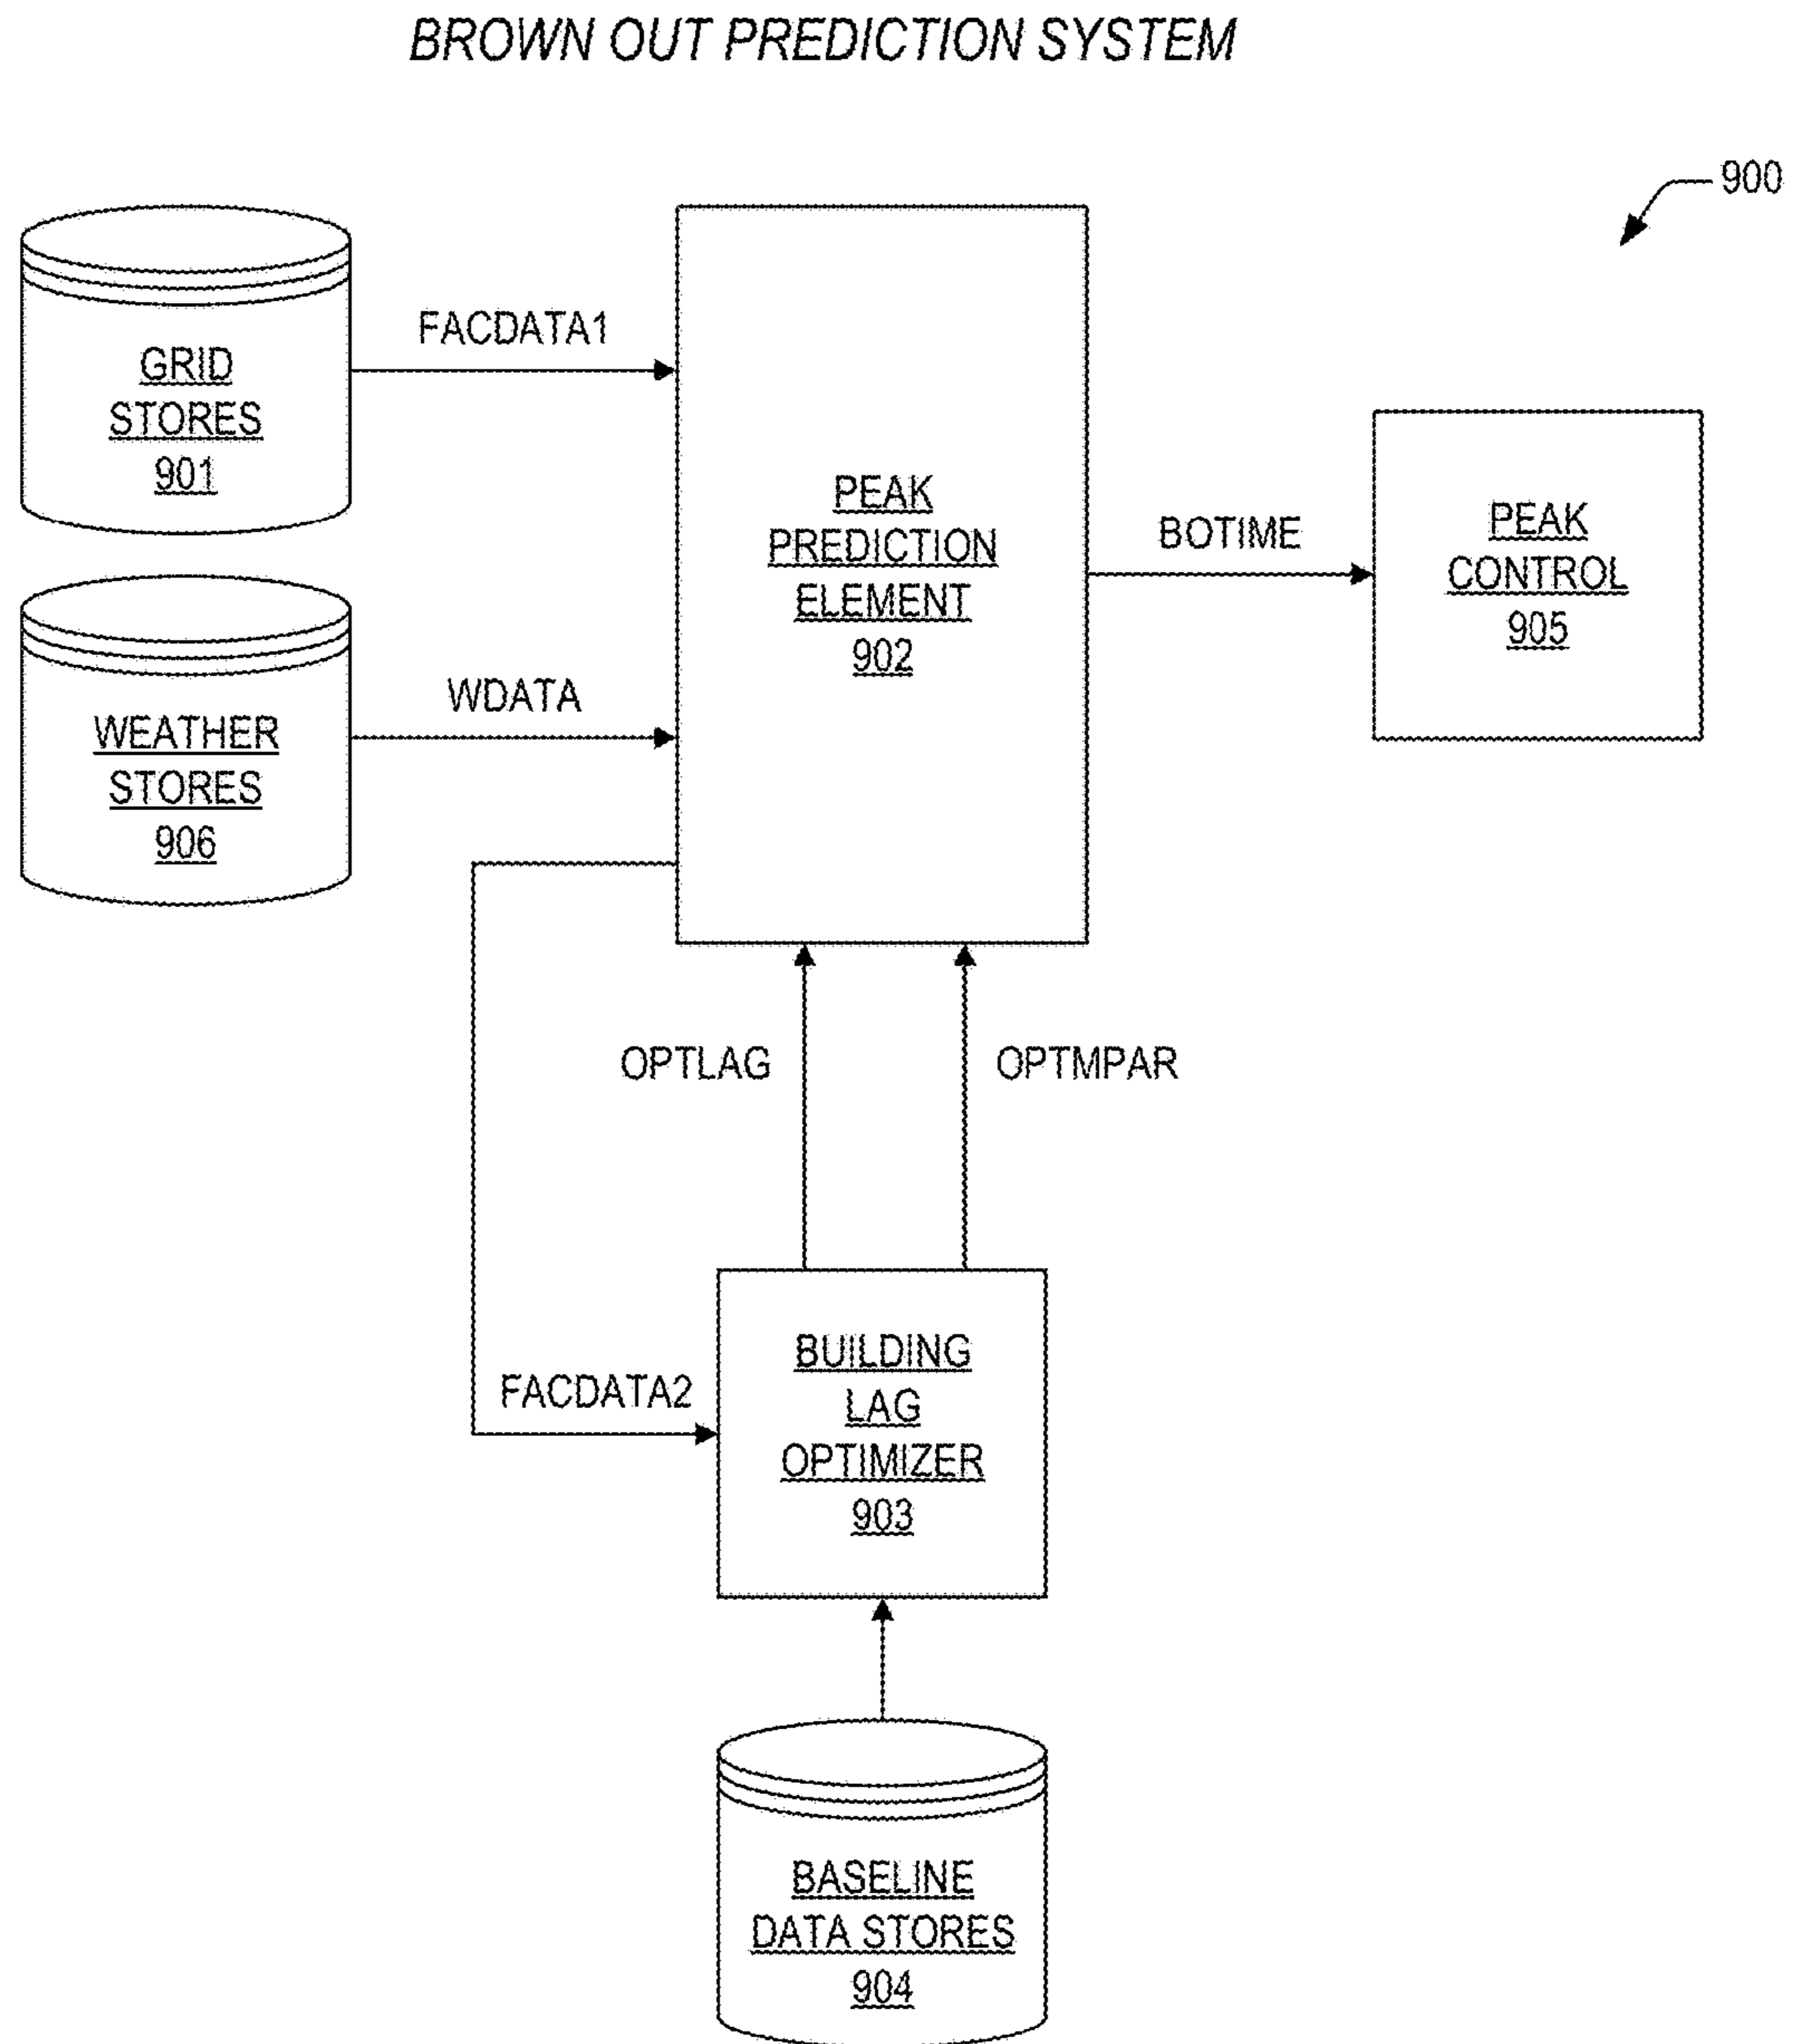 BROWN OUT PREDICTION SYSTEM
900
GRID
STORES
901
FACDATA1
PEAK
PREDICTION
ELEMENT
902
BOTIME
PEAK
CONTROL
905
WEATHER
STORES
906
WDATA
OPTLAG
OPTMPAR
FACDATA2
BUILDING
LAG
OPTIMIZER
903
BASELINE
DATA STORES
904